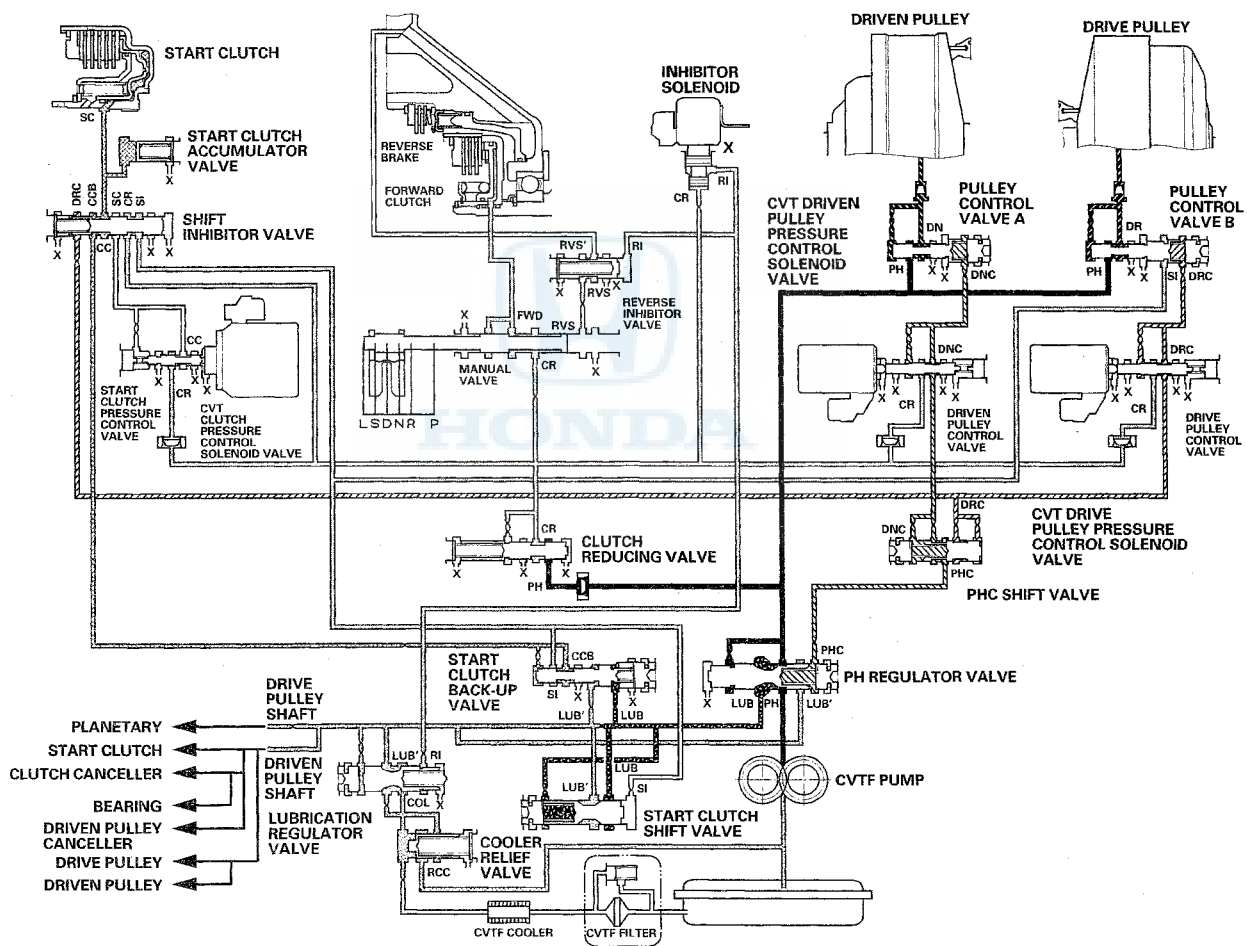 DRIVEN PULLEY
DRIVE PULLEY
START CLUTCH
SC
INHIBITOR
SOLENOID
X
RI
CR
REVERSE
BRAKE
FORWARD
CLUTCH
START CLUTCH
ACCUMULATOR
VALVE
X
DRC
CCB
SC
CR
SI
SHIFT
INHIBITOR VALVE
X
CC
X
X
CVT DRIVEN
PULLEY
PRESSURE
CONTROL
SOLENOID
VALVE
PULLEY
CONTROL
VALVE A
DN
PH
X
X
DNC
PULLEY
CONTROL
VALVE B
DR
PH
X
X
SI
DRC
RVS'
RI
X
RVS
X
REVERSE
INHIBITOR
VALVE
X
FWD
RVS
MANUAL
VALVE
CR
X
X
LSDNR P
HONDA
CC
X
X
X
CR
START
CLUTCH
PRESSURE
CONTROL
VALVE
CVT
CLUTCH
PRESSURE
CONTROL
SOLENOID VALVE
DNC
X
X
X
X
CR
DRIVEN
PULLEY
CONTROL
VALVE
DRC
X
X
X
X
CR
DRIVE
PULLEY
CONTROL
VALVE
CR
CLUTCH
REDUCING VALVE
X
X
X
PH
DNC
DRC
PHC
PHC SHIFT VALVE
CVT DRIVE
PULLEY PRESSURE
CONTROL SOLENOID
VALVE
START
CLUTCH
BACK-UP
VALVE
CCB
SI
X
X
LUB'
LUB
PHC
PH REGULATOR VALVE
X
LUB
PH
LUB'
DRIVE
PULLEY
SHAFT
PLANETARY
START CLUTCH
CLUTCH CANCELLER
BEARING
DRIVEN PULLEY
CANCELLER
DRIVE PULLEY
DRIVEN PULLEY
DRIVEN
PULLEY
SHAFT
LUBRICATION
REGULATOR
VALVE
LUB'
RI
COL
X
COOLER
RELIEF
VALVE
RCC
LUB'
LUB
SI
START CLUTCH
SHIFT VALVE
CVTF PUMP
CVTF COOLER
CVTF FILTER